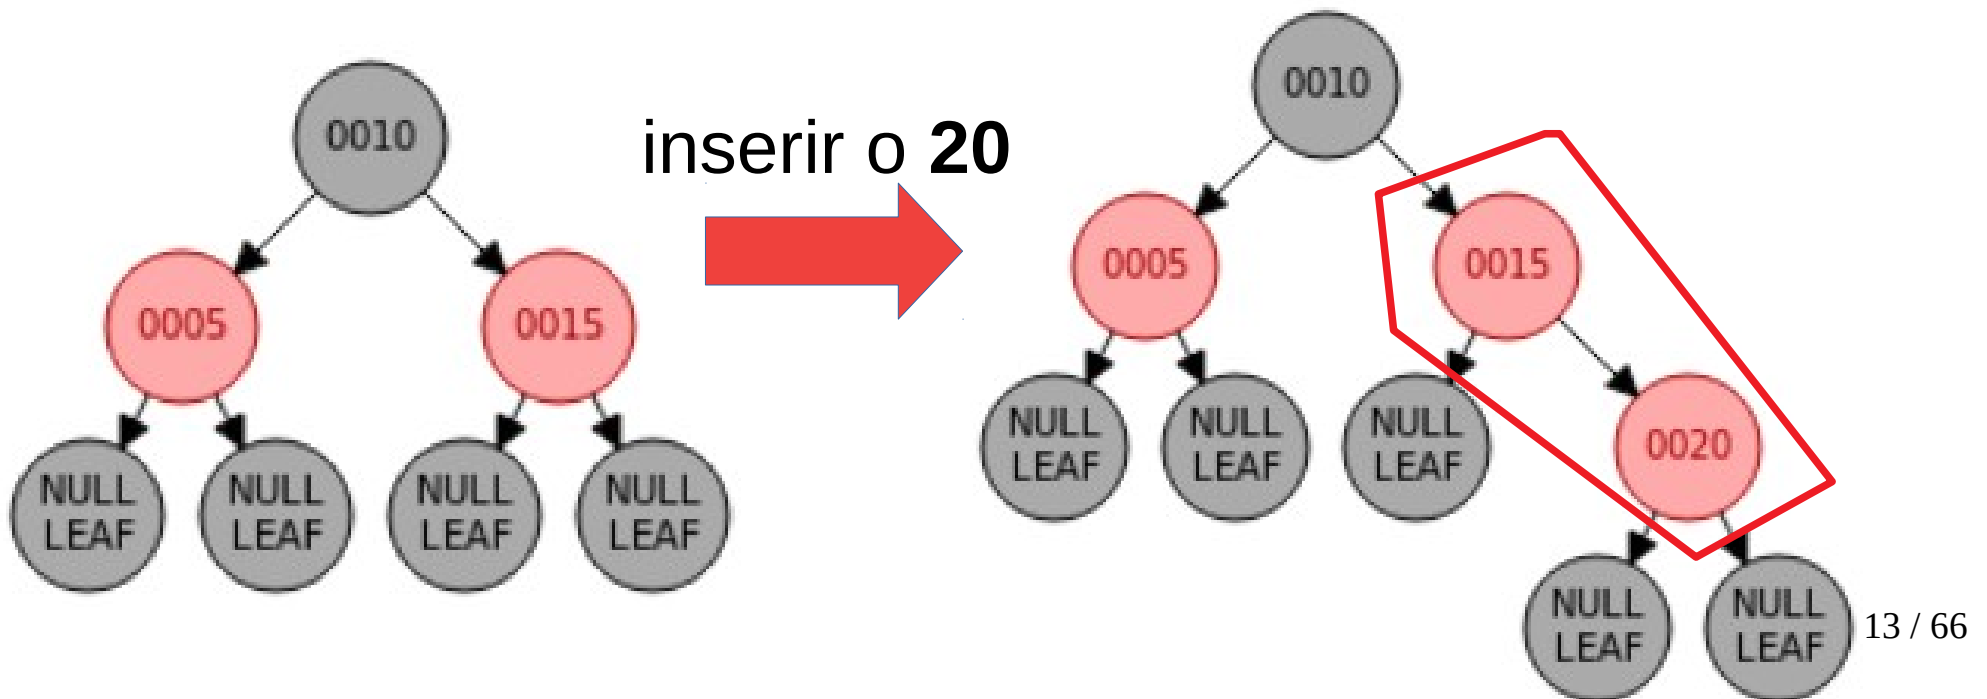 0010
inserir o 20
0005
0015
NULL
LEAF
NULL
LEAF
NULL
LEAF
NULL
LEAF
0010
0005
0015
NULL
LEAF
NULL
LEAF
NULL
LEAF
0020
NULL
LEAF
NULL
LEAF
13 / 66